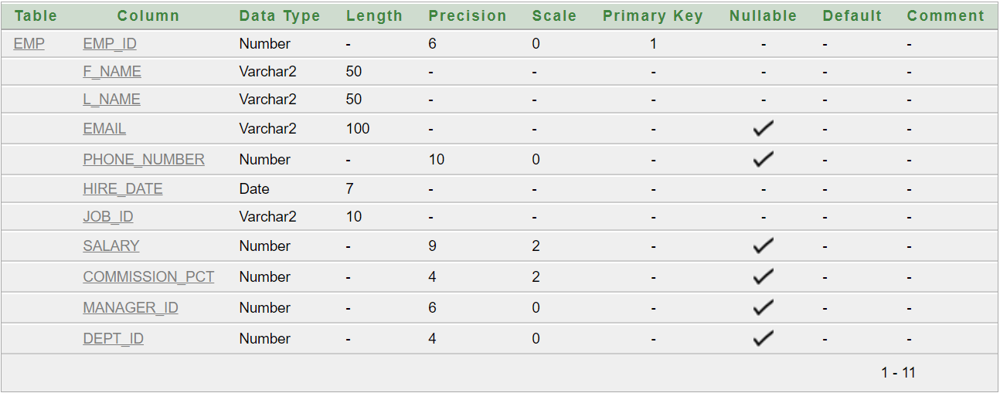 Table Column Data Type Length Precision Scale Primary Key Nullable Default Comment
EMP EMP_ID Number - 6 0 1 - - -
F_NAME Varchar2 50 - - - - - -
L_NAME Varchar2 50 - - - - - -
EMAIL Varchar2 100 - - - ✓ - -
PHONE_NUMBER Number - 10 0 - ✓ - -
HIRE_DATE Date 7 - - - - - -
JOB_ID Varchar2 10 - - - - - -
SALARY Number - 9 2 - ✓ - -
COMMISSION_PCT Number - 4 2 - ✓ - -
MANAGER_ID Number - 6 0 - ✓ - -
DEPT_ID Number - 4 0 - ✓ - -
1 - 11